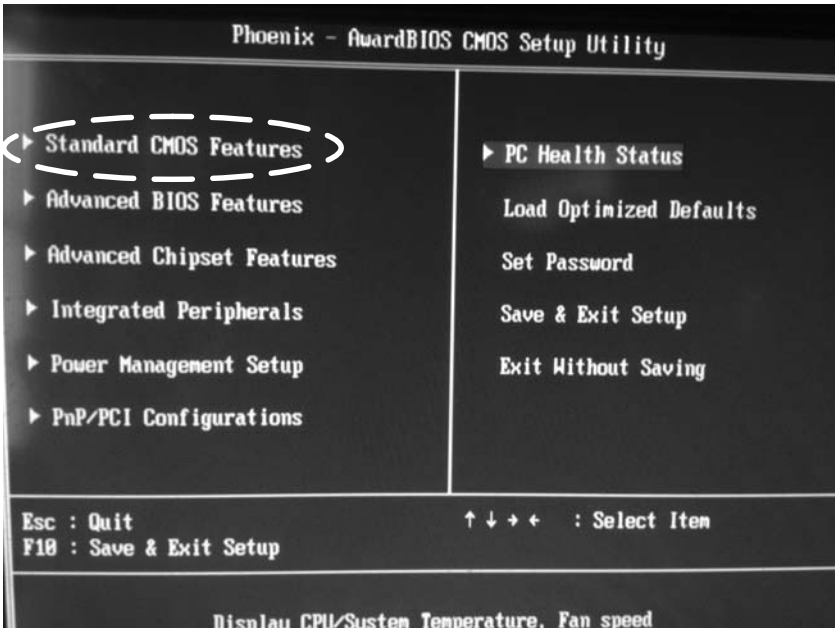 Phoenix - AwardBIOS CMOS Setup Utility
Standard CMOS Features
Advanced BIOS Features
Advanced Chipset Features
Integrated Peripherals
Power Management Setup
PnP/PCI Configurations
PC Health Status
Load Optimized Defaults
Set Password
Save & Exit Setup
Exit Without Saving
Esc : Quit
F10 : Save & Exit Setup
↑ ↓ → ← : Select Item
Display CPU/System Temperature, Fan speed